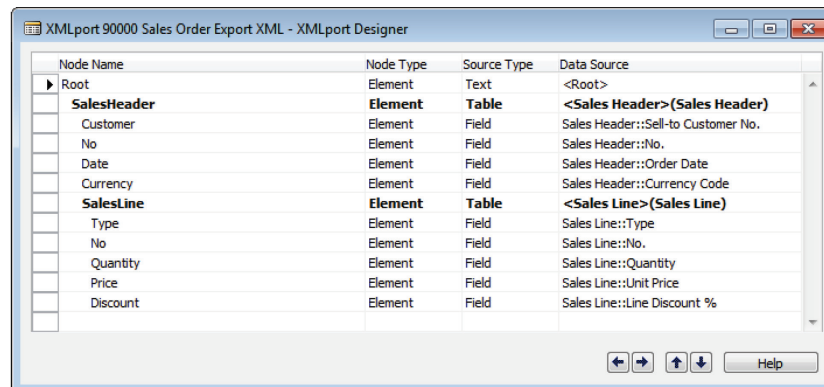 XMLport 90000 Sales Order Export XML - XMLport Designer
Node Name Node Type Source Type Data Source
Root Element Text <Root>
SalesHeader Element Table <Sales Header>(Sales Header)
Customer Element Field Sales Header::Sell-to Customer No.
No Element Field Sales Header::No.
Date Element Field Sales Header::Order Date
Currency Element Field Sales Header::Currency Code
SalesLine Element Table <Sales Line>(Sales Line)
Type Element Field Sales Line::Type
No Element Field Sales Line::No.
Quantity Element Field Sales Line::Quantity
Price Element Field Sales Line::Unit Price
Discount Element Field Sales Line::Line Discount %
Help